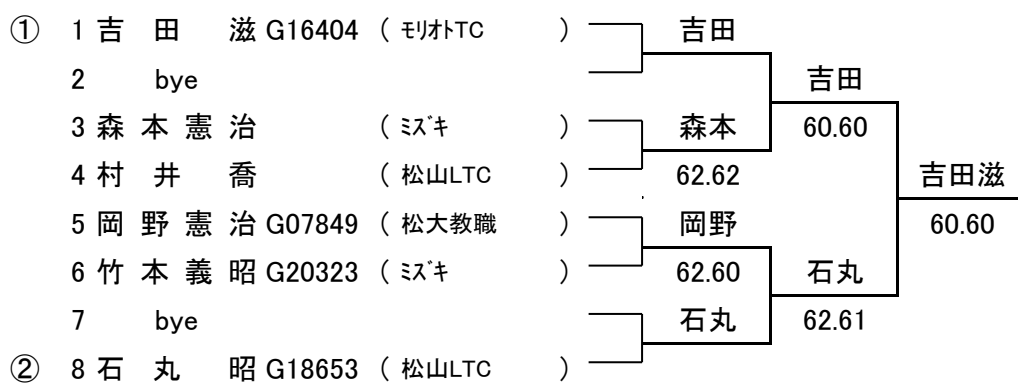 ① 1 吉 田 滋 G16404 ( ﾓﾘｵﾄTC ) 吉田
2 bye 吉田
3 森 本 憲 治 ( ﾐｽﾞｷ ) 森本 60.60
4 村 井 喬 ( 松山LTC ) 62.62 吉田滋
5 岡 野 憲 治 G07849 ( 松大教職 ) 岡野 60.60
6 竹 本 義 昭 G20323 ( ﾐｽﾞｷ ) 62.60 石丸
7 bye 石丸 62.61
② 8 石 丸 昭 G18653 ( 松山LTC )